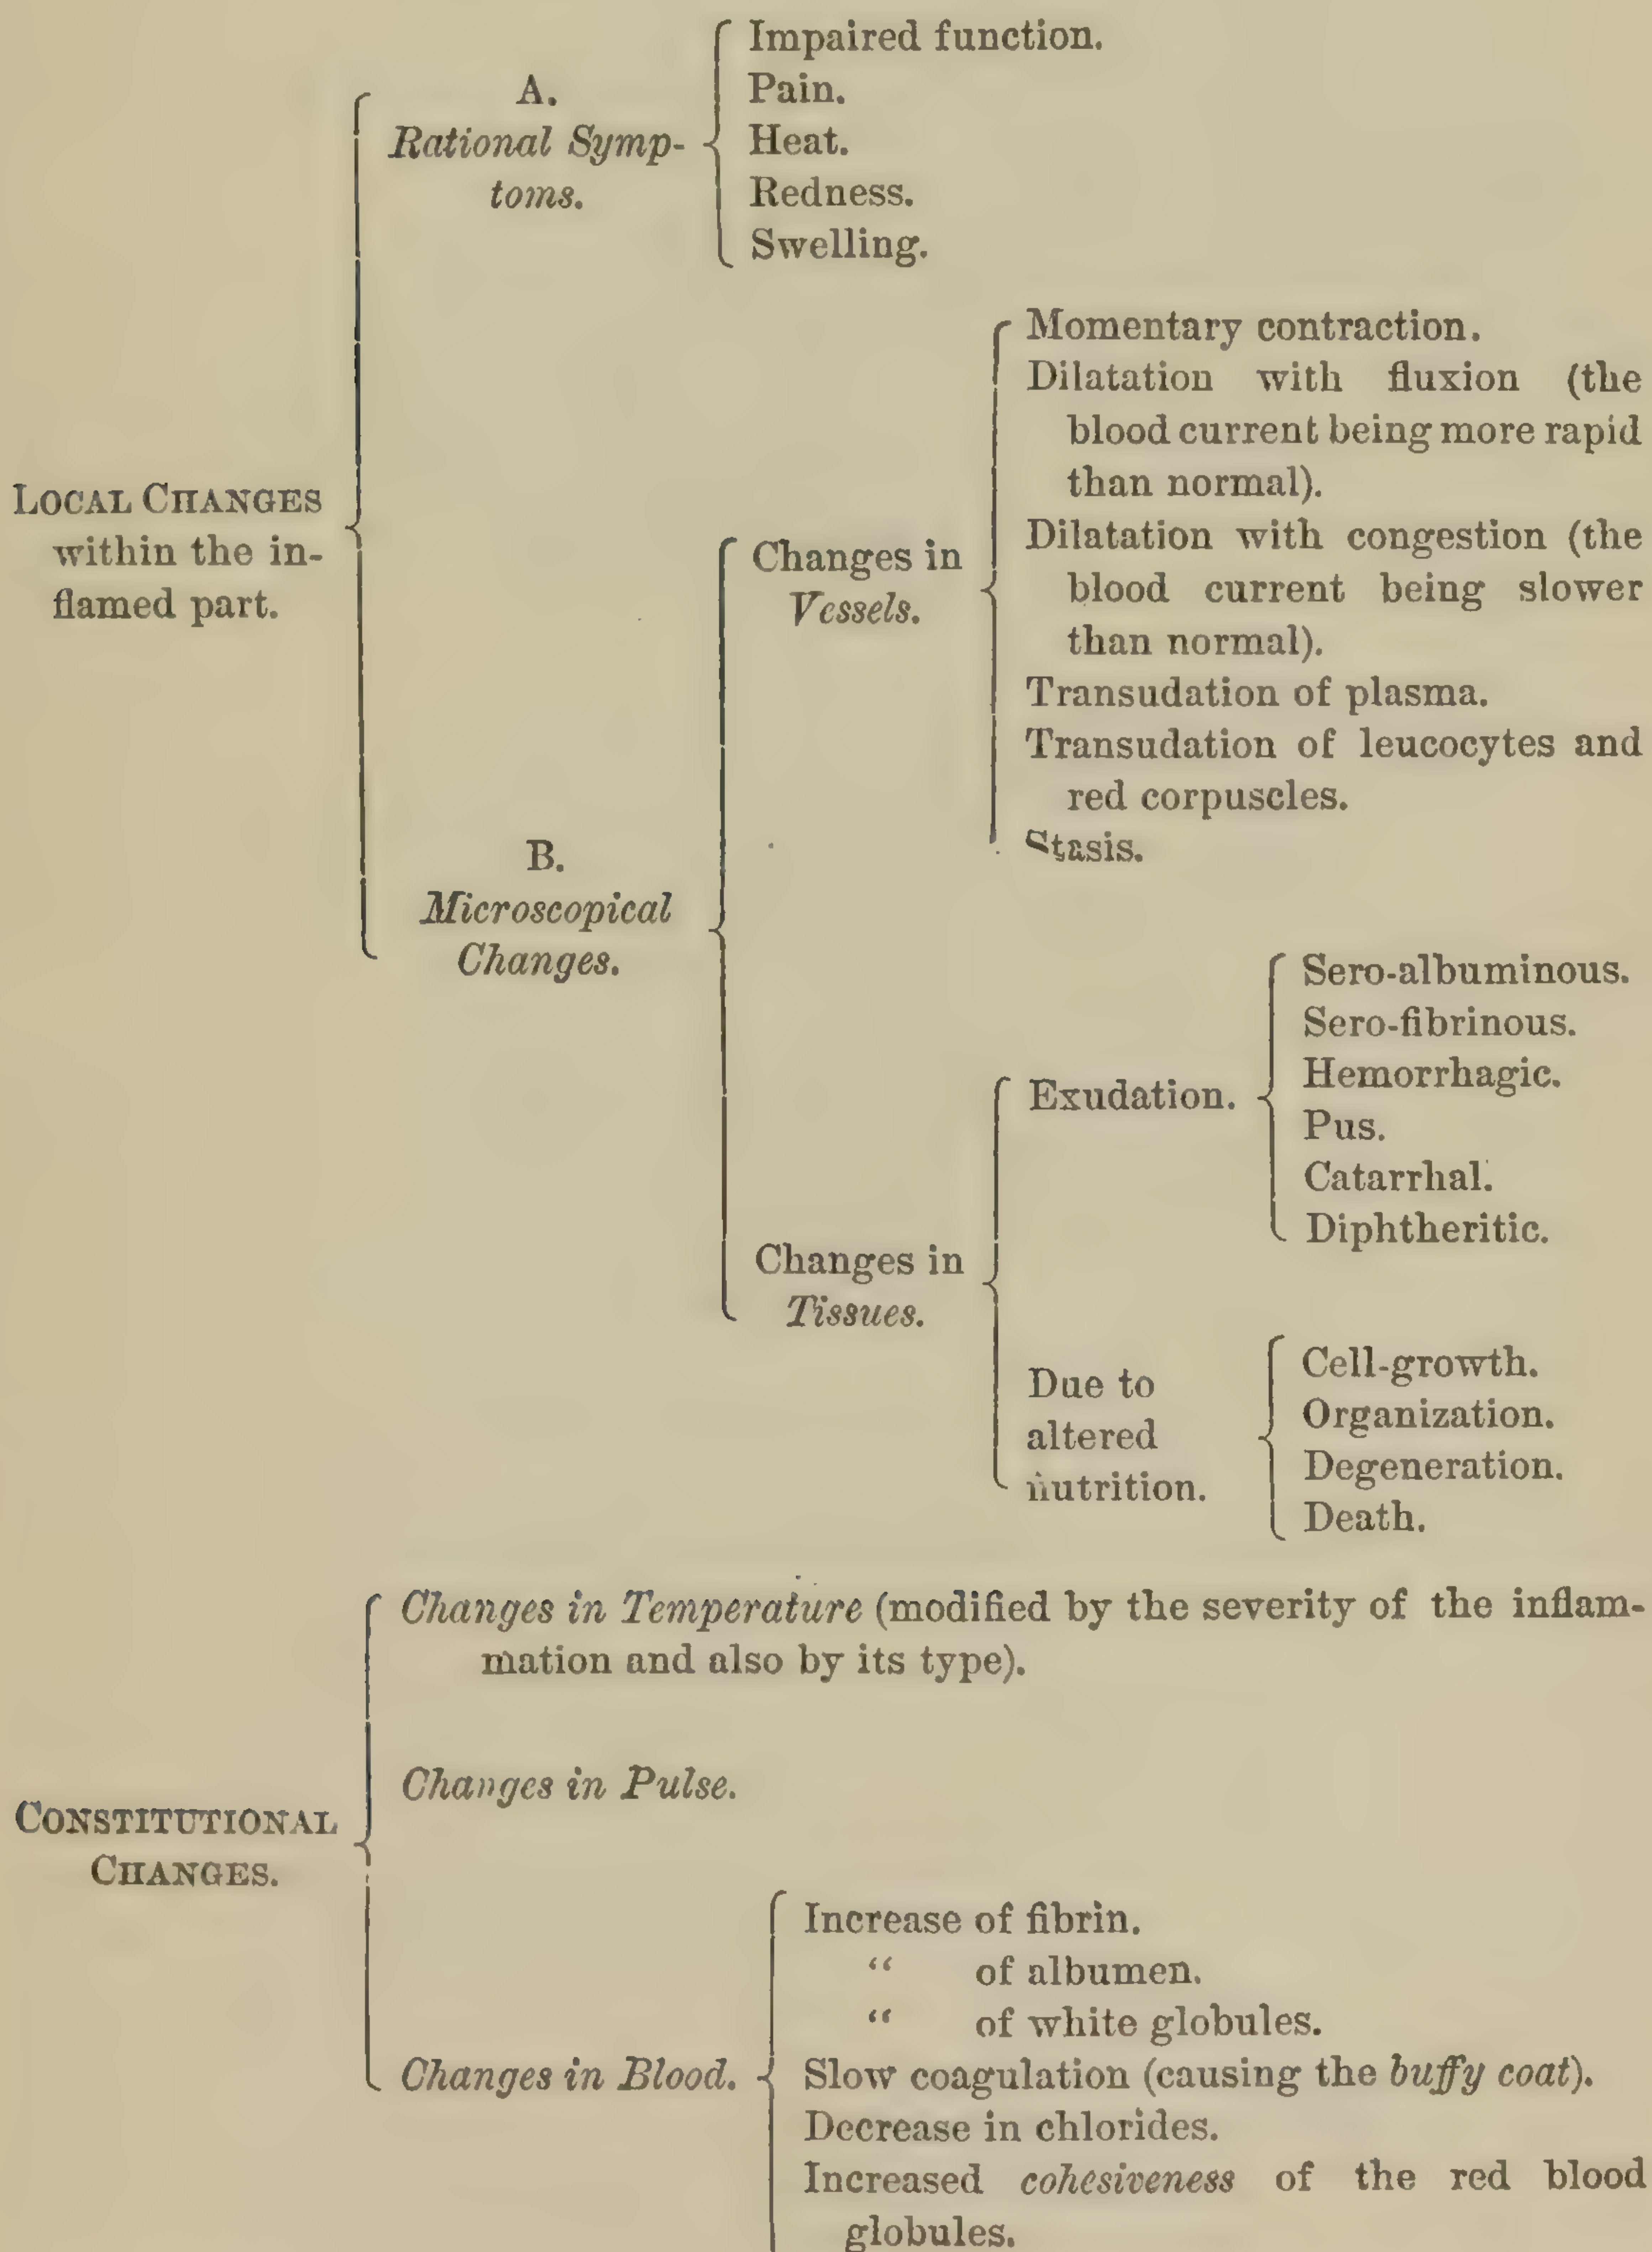 A.
Rational Symp-
toms.
Impaired function.
Pain.
Heat.
Redness.
Swelling.
LOCAL CHANGES
within the in-
flamed part.
B.
Microscopical
Changes.
Changes in
Vessels.
Momentary contraction.
Dilatation with fluxion (the
blood current being more rapid
than normal).
Dilatation with congestion (the
blood current being slower
than normal).
Transudation of plasma.
Transudation of leucocytes and
red corpuscles.
Stasis.
Changes in
Tissues.
Exudation.
Sero-albuminous.
Sero-fibrinous.
Hemorrhagic.
Pus.
Catarrhal.
Diphtheritic.
Due to
altered
nutrition.
Cell-growth.
Organization.
Degeneration.
Death.
CONSTITUTIONAL
CHANGES.
Changes in Temperature (modified by the severity of the inflam-
mation and also by its type).
Changes in Pulse.
Changes in Blood.
Increase of fibrin.
“ of albumen.
“ of white globules.
Slow coagulation (causing the buffy coat).
Decrease in chlorides.
Increased cohesiveness of the red blood
globules.